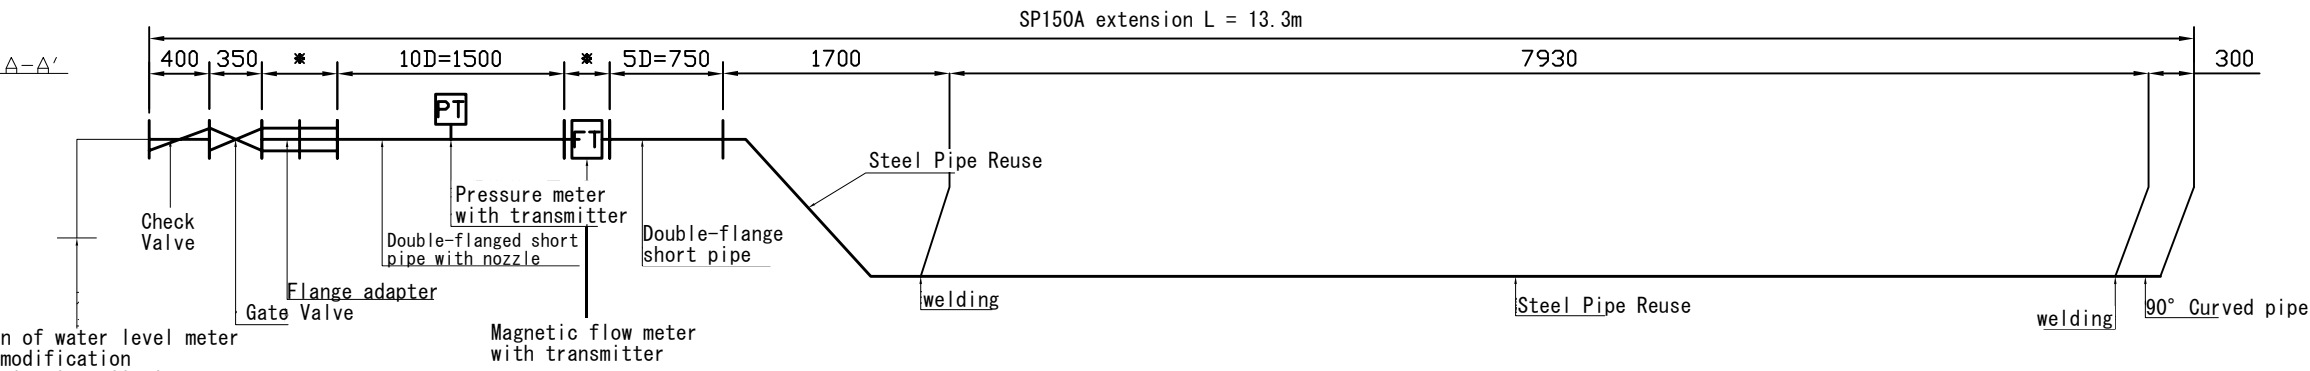 SP150A extension L = 13.3m
A-A′
400
350
*
10D=1500
*
5D=750
1700
7930
300
PT
FT
Steel Pipe Reuse
Pressure meter
with transmitter
Check
Valve
Double-flanged short
pipe with nozzle
Double-flange
short pipe
Flange adapter
Gate Valve
welding
Steel Pipe Reuse
welding
90° Curved pipe
n of water level meter
modification
Magnetic flow meter
with transmitter